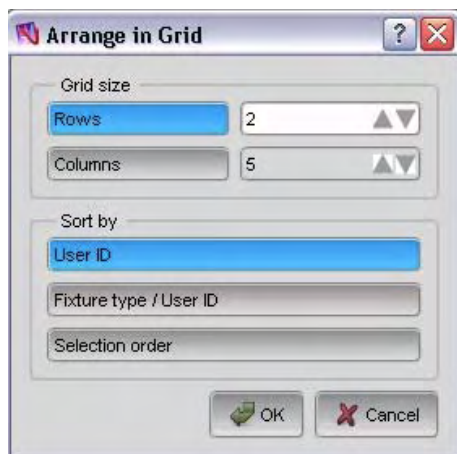 Arrange in Grid
?
Grid size
Rows 2
Columns 5
Sort by
User ID
Fixture type / User ID
Selection order
OK Cancel